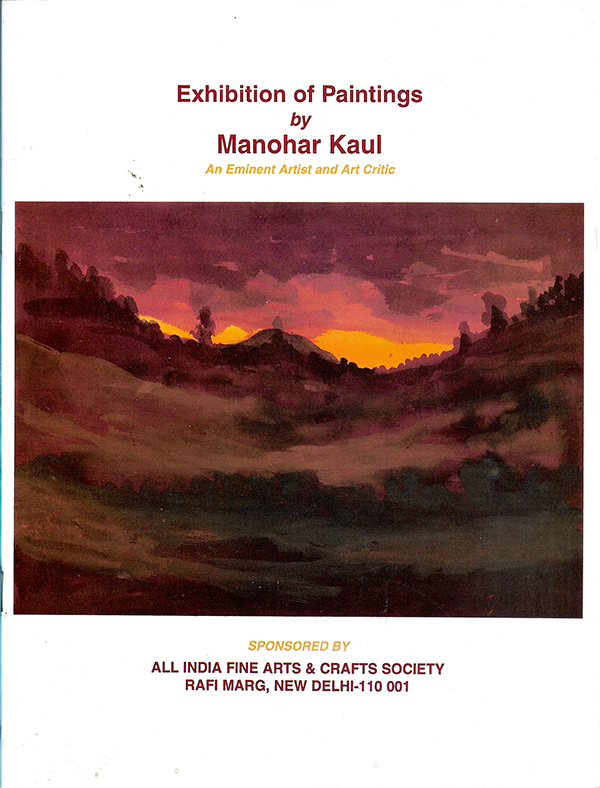 Exhibition of Paintings
by
Manohar Kaul
An Eminent Artist and Art Critic
SPONSORED BY
ALL INDIA FINE ARTS & CRAFTS SOCIETY
RAFI MARG, NEW DELHI-110 001